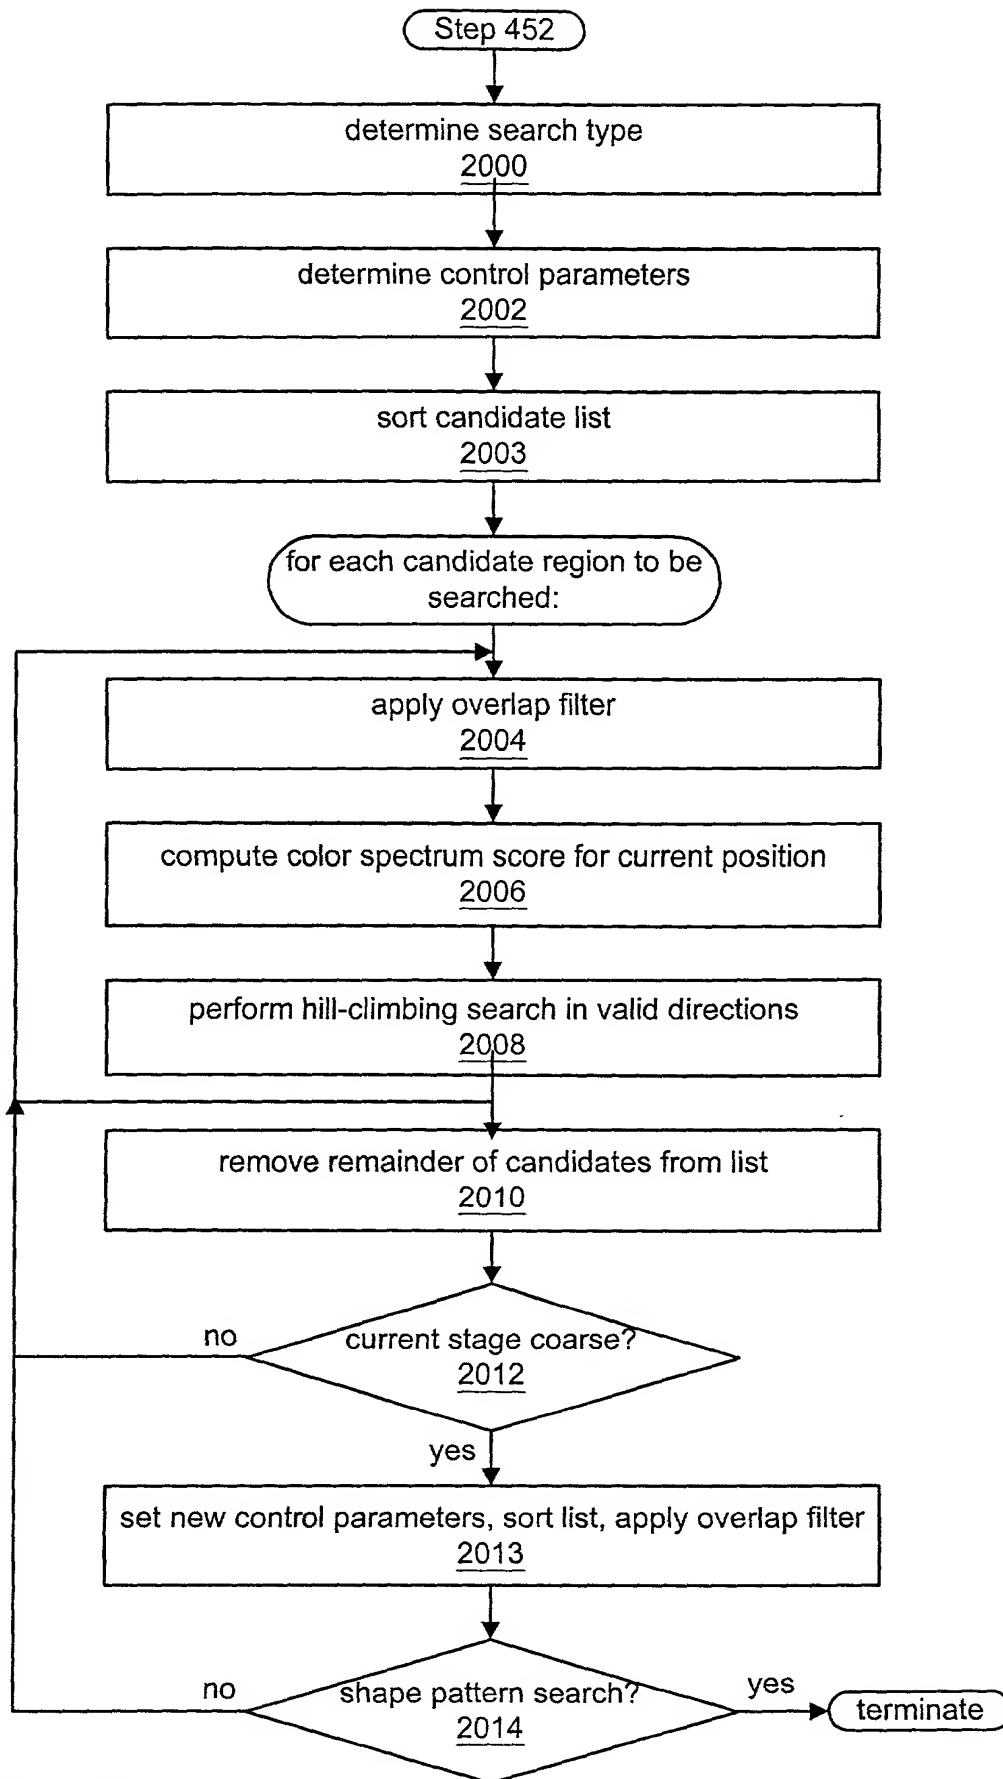 Step 452
determine search type
2000
determine control parameters
2002
sort candidate list
2003
for each candidate region to be
searched:
apply overlap filter
2004
compute color spectrum score for current position
2006
perform hill-climbing search in valid directions
2008
remove remainder of candidates from list
2010
no
current stage coarse?
2012
yes
set new control parameters, sort list, apply overlap filter
2013
no
shape pattern search?
2014
yes
terminate